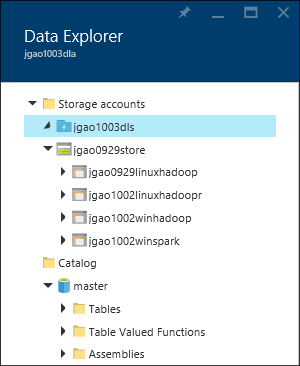 Data Explorer
jgao1003dla
Storage accounts
jgao1003dls
jgao0929store
jgao0929linuxhadoop
jgao1002linuxhadoopr
jgao1002winhadoop
jgao1002winspark
Catalog
master
Tables
Table Valued Functions
Assemblies